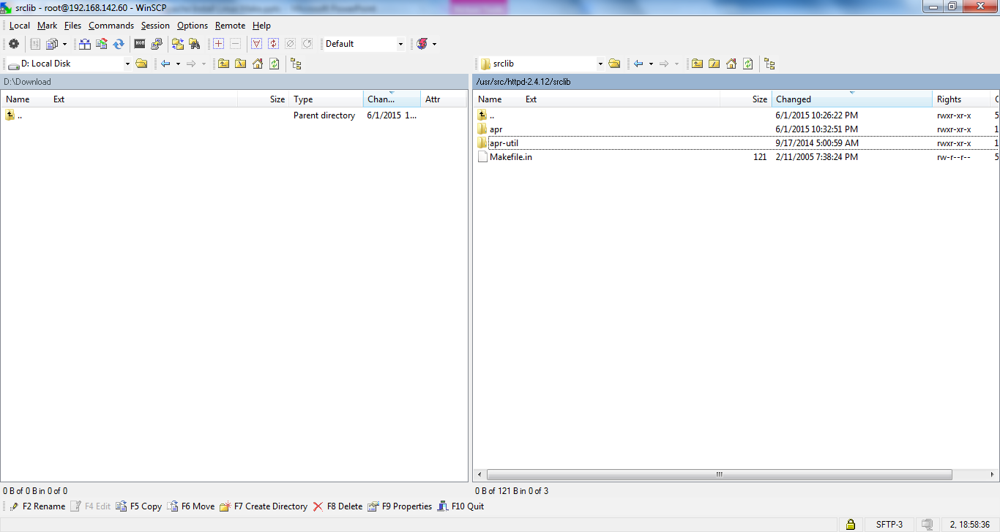 srclib - root@192.168.142.60 - WinSCP
Local Mark Files Commands Session Options Remote Help
Default
D: Local Disk
srclib
D:\Download
/usr/src/httpd-2.4.12/srclib
Name Ext Size Type Chan... Attr
Name Ext Size Changed Rights
.. Parent directory 6/1/2015 1...
.. 6/1/2015 10:26:22 PM rwxr-xr-x 5
apr 6/1/2015 10:32:51 PM rwxr-xr-x 1
apr-util 9/17/2014 5:00:59 AM rwxr-xr-x 1
Makefile.in 121 2/11/2005 7:38:24 PM rw-r--r-- 5
0 B of 0 B in 0 of 0
0 B of 121 B in 0 of 3
F2 Rename F4 Edit F5 Copy F6 Move F7 Create Directory F8 Delete F9 Properties F10 Quit
SFTP-3 2, 18:58:36